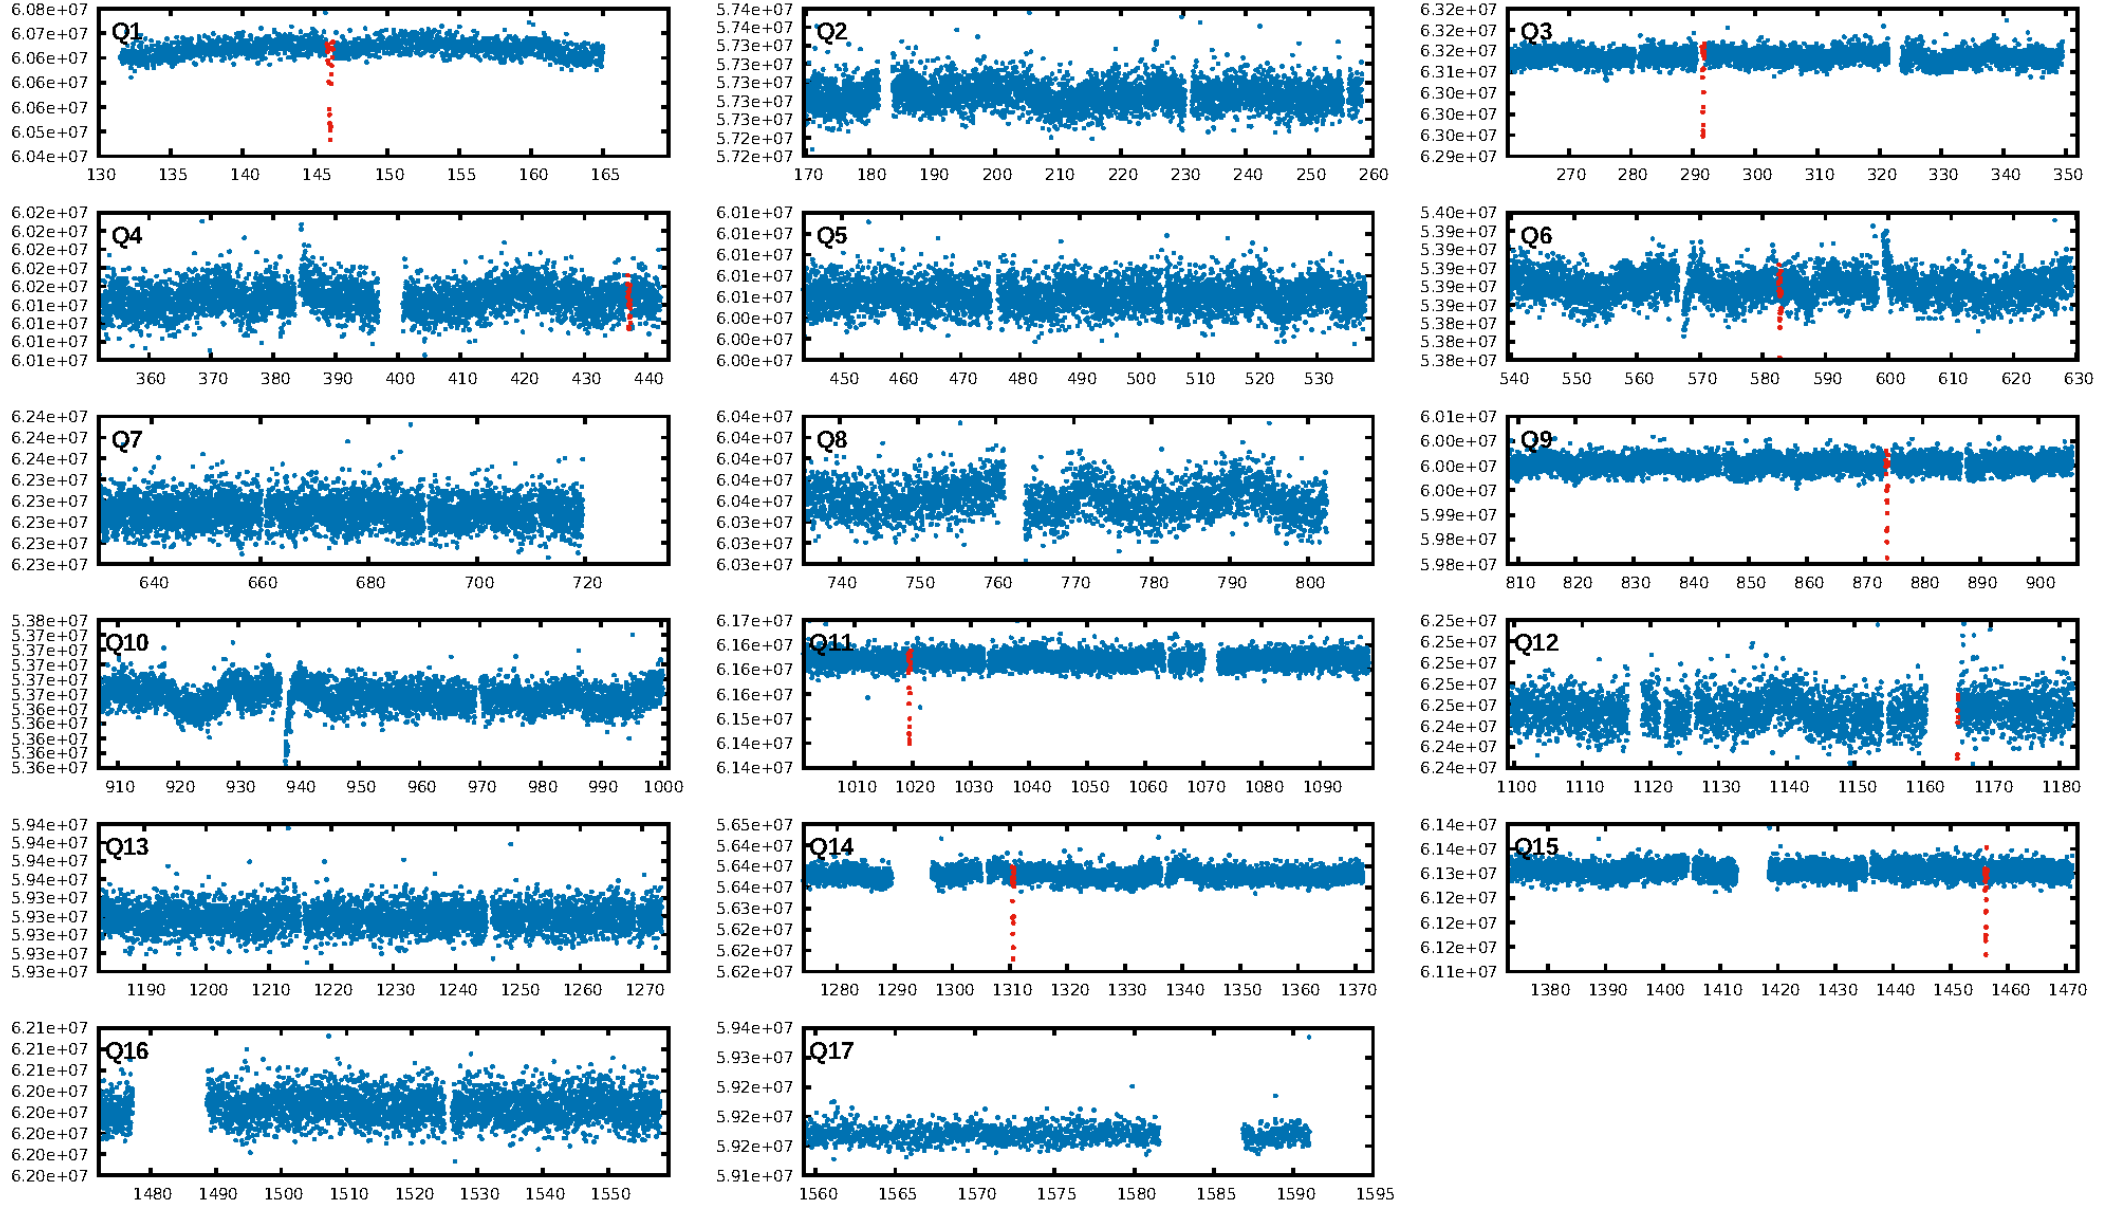 Q1
6.08e+07
6.07e+07
6.06e+07
6.06e+07
6.06e+07
6.05e+07
6.04e+07
130 135 140 145 150 155 160 165
Q2
5.74e+07
5.74e+07
5.73e+07
5.73e+07
5.73e+07
5.73e+07
5.73e+07
5.72e+07
5.72e+07
170 180 190 200 210 220 230 240 250 260
Q3
6.32e+07
6.32e+07
6.32e+07
6.31e+07
6.30e+07
6.30e+07
6.30e+07
6.29e+07
270 280 290 300 310 320 330 340 350
Q4
6.02e+07
6.02e+07
6.02e+07
6.02e+07
6.02e+07
6.01e+07
6.01e+07
6.01e+07
6.01e+07
360 370 380 390 400 410 420 430 440
Q5
6.01e+07
6.01e+07
6.01e+07
6.01e+07
6.01e+07
6.00e+07
6.00e+07
6.00e+07
450 460 470 480 490 500 510 520 530
Q6
5.40e+07
5.39e+07
5.39e+07
5.39e+07
5.39e+07
5.39e+07
5.38e+07
5.38e+07
5.38e+07
540 550 560 570 580 590 600 610 620 630
Q7
6.24e+07
6.24e+07
6.24e+07
6.23e+07
6.23e+07
6.23e+07
6.23e+07
6.23e+07
640 660 680 700 720
Q8
6.04e+07
6.04e+07
6.04e+07
6.04e+07
6.04e+07
6.03e+07
6.03e+07
6.03e+07
740 750 760 770 780 790 800
Q9
6.01e+07
6.00e+07
6.00e+07
6.00e+07
5.99e+07
5.98e+07
5.98e+07
810 820 830 840 850 860 870 880 890 900
Q10
5.38e+07
5.37e+07
5.37e+07
5.37e+07
5.37e+07
5.37e+07
5.36e+07
5.36e+07
5.36e+07
5.36e+07
5.36e+07
910 920 930 940 950 960 970 980 990 1000
Q11
6.17e+07
6.16e+07
6.16e+07
6.16e+07
6.15e+07
6.14e+07
6.14e+07
1010 1020 1030 1040 1050 1060 1070 1080 1090
Q12
6.25e+07
6.25e+07
6.25e+07
6.25e+07
6.25e+07
6.24e+07
6.24e+07
6.24e+07
1100 1110 1120 1130 1140 1150 1160 1170 1180
Q13
5.94e+07
5.94e+07
5.94e+07
5.94e+07
5.93e+07
5.93e+07
5.93e+07
5.93e+07
5.93e+07
1190 1200 1210 1220 1230 1240 1250 1260 1270
Q14
5.65e+07
5.64e+07
5.64e+07
5.64e+07
5.63e+07
5.62e+07
5.62e+07
5.62e+07
1280 1290 1300 1310 1320 1330 1340 1350 1360 1370
Q15
6.14e+07
6.14e+07
6.13e+07
6.12e+07
6.12e+07
6.12e+07
6.11e+07
1380 1390 1400 1410 1420 1430 1440 1450 1460 1470
Q16
6.21e+07
6.21e+07
6.21e+07
6.20e+07
6.20e+07
6.20e+07
6.20e+07
6.20e+07
1480 1490 1500 1510 1520 1530 1540 1550
Q17
5.94e+07
5.93e+07
5.92e+07
5.92e+07
5.92e+07
5.91e+07
1560 1565 1570 1575 1580 1585 1590 1595